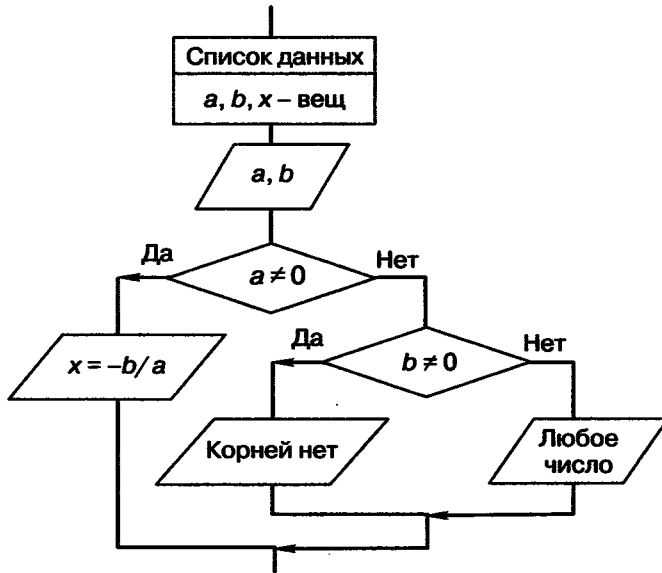 Список данных
a, b, x – вещ
a, b
Да
a ≠ 0
Нет
x = –b/ a
Да
b ≠ 0
Нет
Корней нет
Любое
число